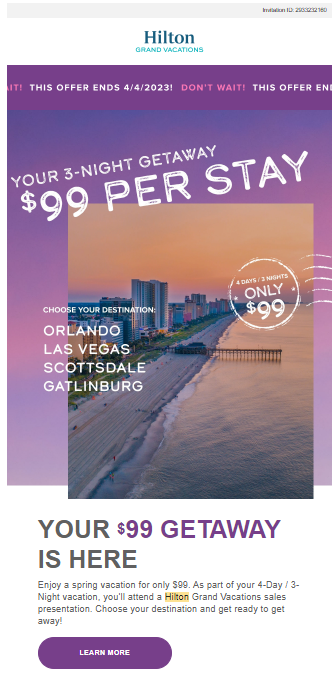 Invitation ID: 2933232160
Hilton
GRAND VACATIONS
AIT! THIS OFFER ENDS 4/4/2023! DON'T WAIT! THIS OFFER END
YOUR 3-NIGHT GETAWAY
$99 PER STAY
4 DAYS / 3 NIGHTS
ONLY
$99
CHOOSE YOUR DESTINATION:
ORLANDO
LAS VEGAS
SCOTTSDALE
GATLINBURG
YOUR $99 GETAWAY
IS HERE
Enjoy a spring vacation for only $99. As part of your 4-Day / 3-
Night vacation, you'll attend a Hilton Grand Vacations sales
presentation. Choose your destination and get ready to get
away!
LEARN MORE